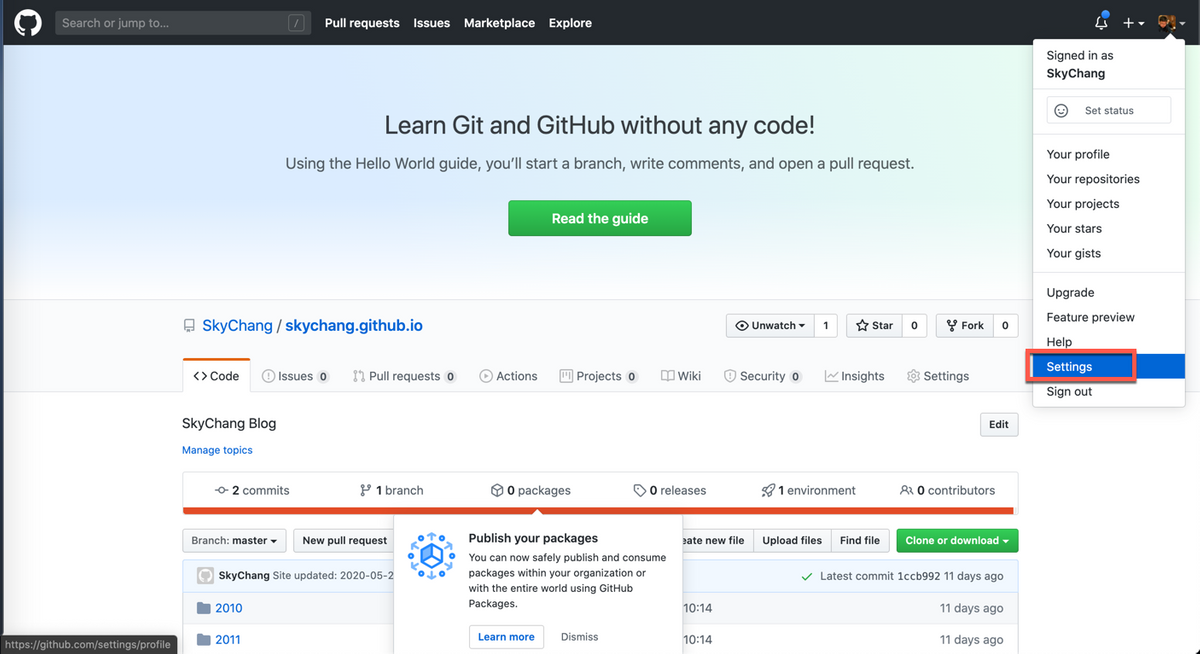 Search or jump to... /
Pull requests Issues Marketplace Explore
Signed in as
SkyChang
Set status
Your profile
Your repositories
Your projects
Your stars
Your gists
Upgrade
Feature preview
Help
Settings
Sign out
Learn Git and GitHub without any code!
Using the Hello World guide, you’ll start a branch, write comments, and open a pull request.
Read the guide
SkyChang / skychang.github.io
Unwatch 1 Star 0 Fork 0
<> Code Issues 0 Pull requests 0 Actions Projects 0 Wiki Security 0 Insights Settings
SkyChang Blog
Edit
Manage topics
2 commits 1 branch 0 packages 0 releases 1 environment 0 contributors
Branch: master New pull request eate new file Upload files Find file Clone or download
Publish your packages
You can now safely publish and consume
packages within your organization or
with the entire world using GitHub
Packages.
Learn more Dismiss
SkyChang Site updated: 2020-05-2 Latest commit 1ccb992 11 days ago
2010 10:14 11 days ago
2011 10:14 11 days ago
https://github.com/settings/profile